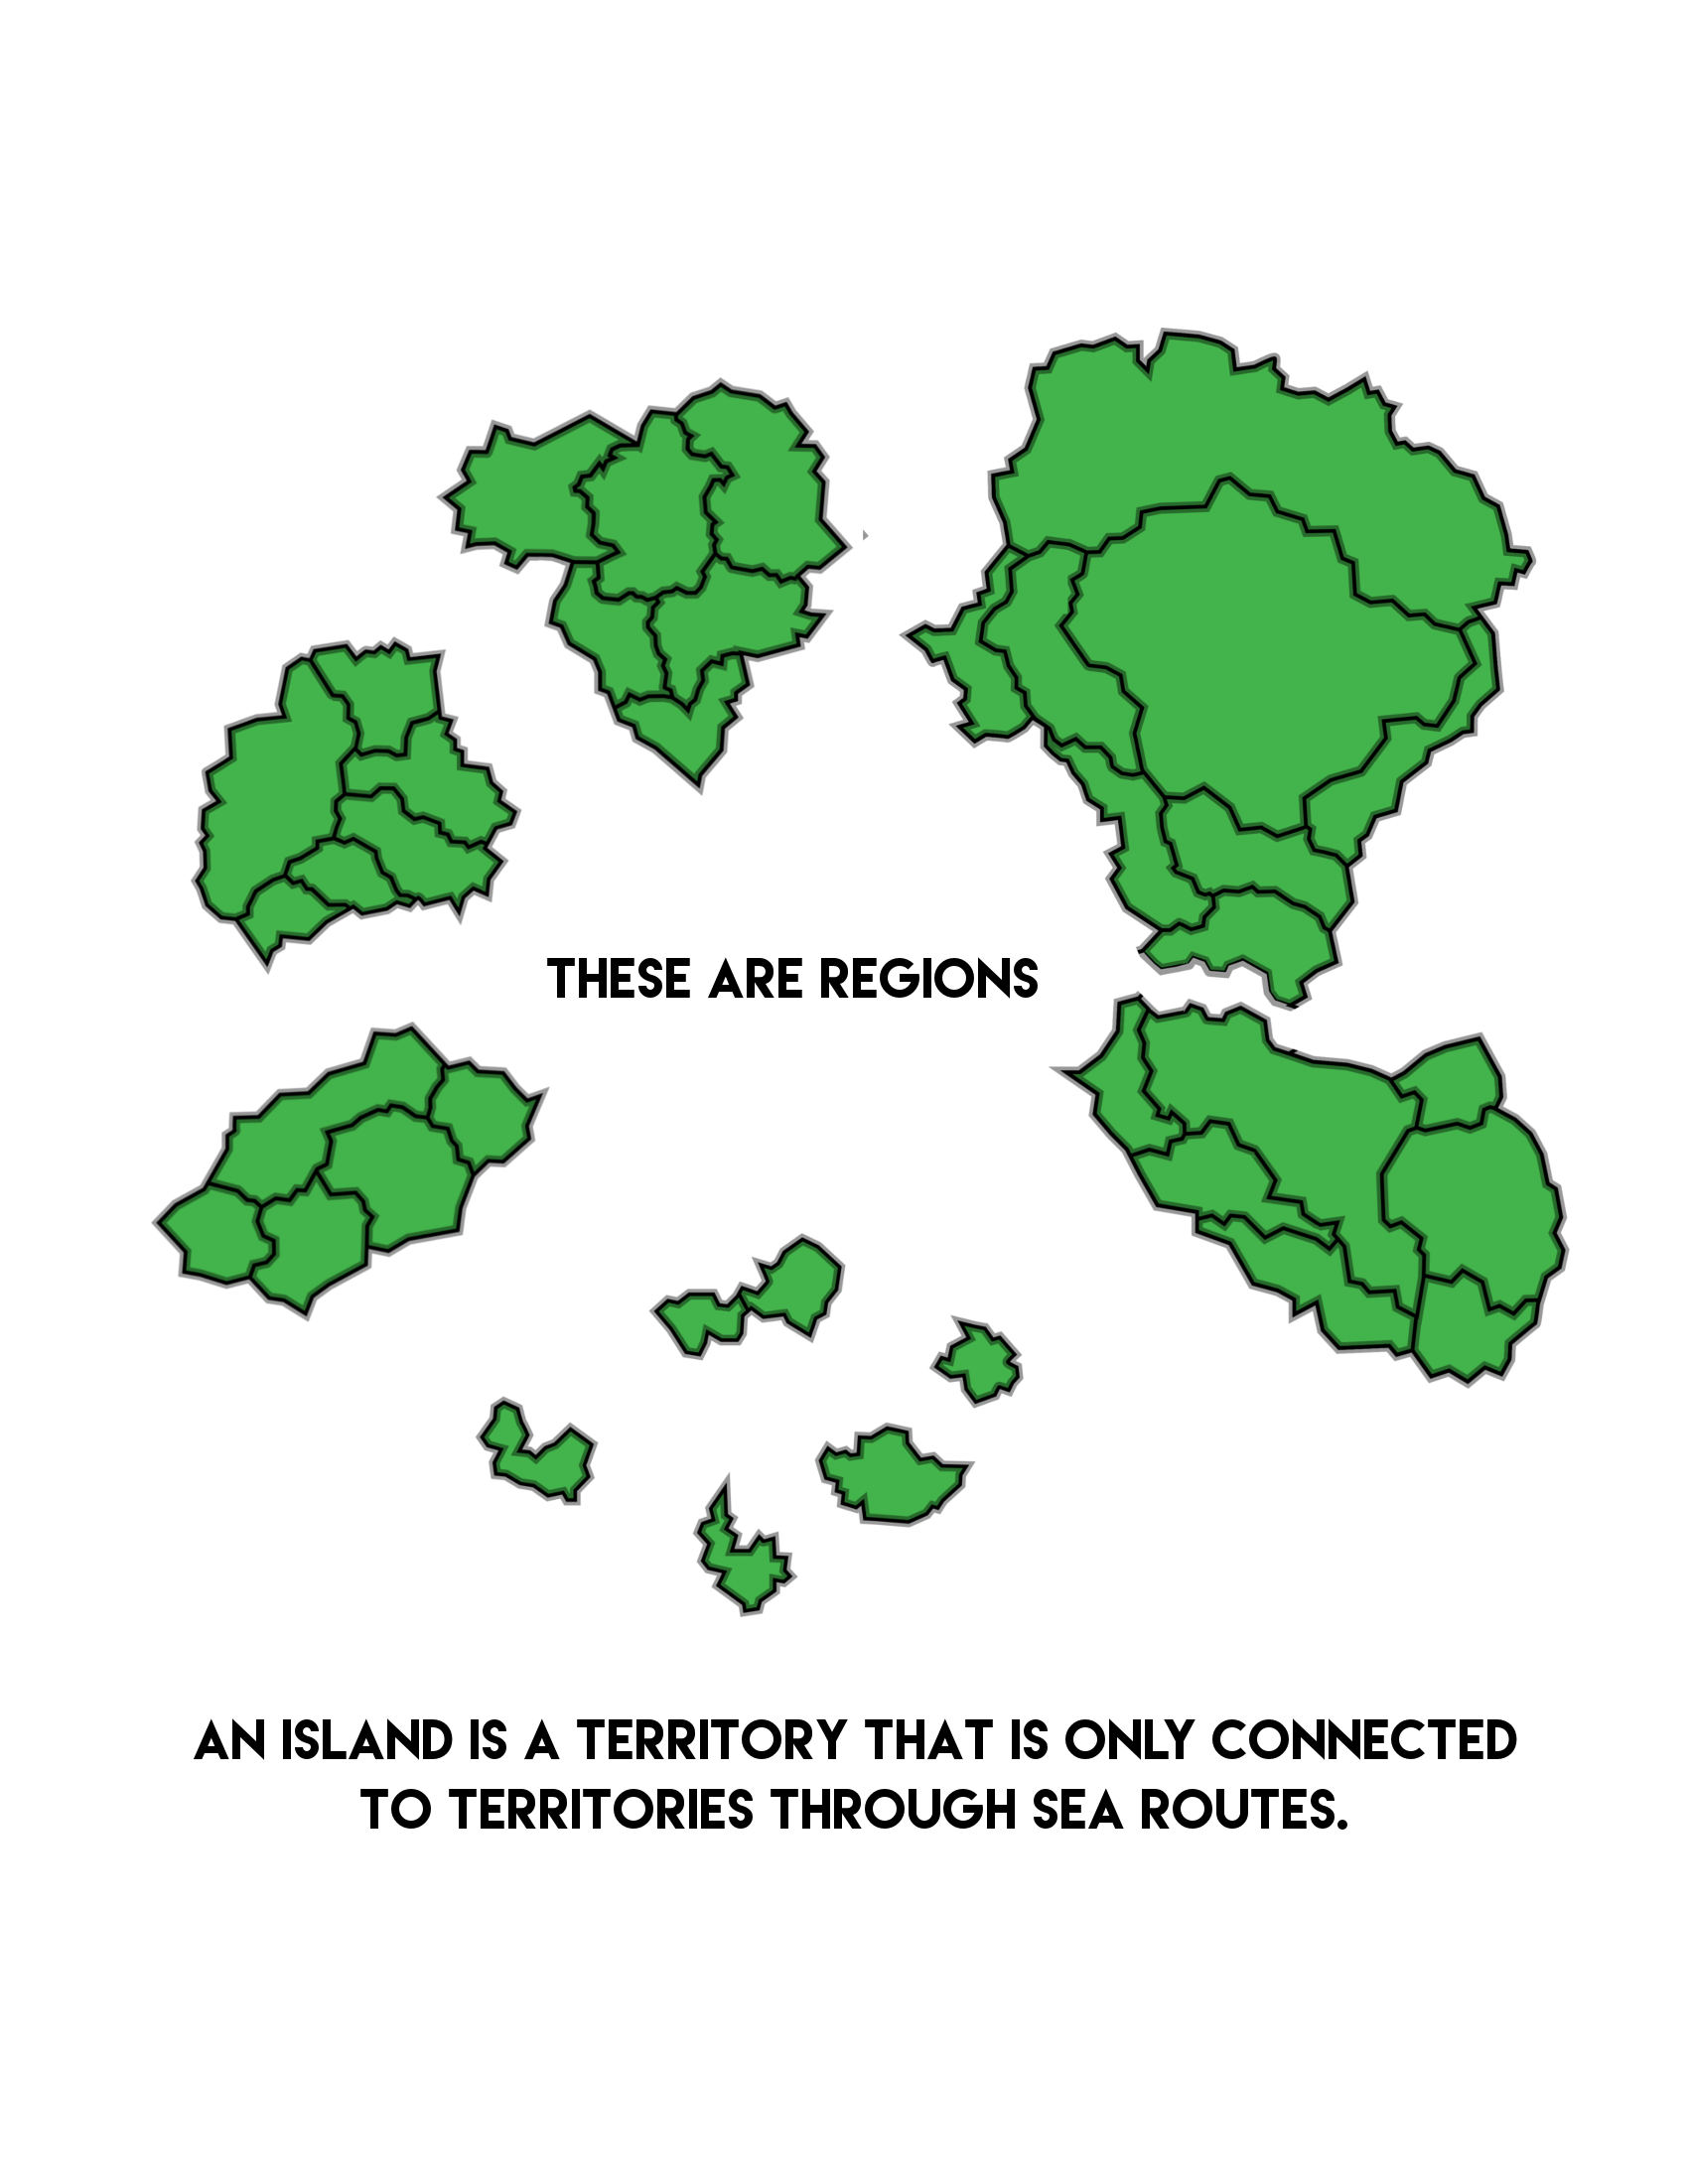 THESE ARE REGIONS
AN ISLAND IS A TERRITORY THAT IS ONLY CONNECTED
TO TERRITORIES THROUGH SEA ROUTES.